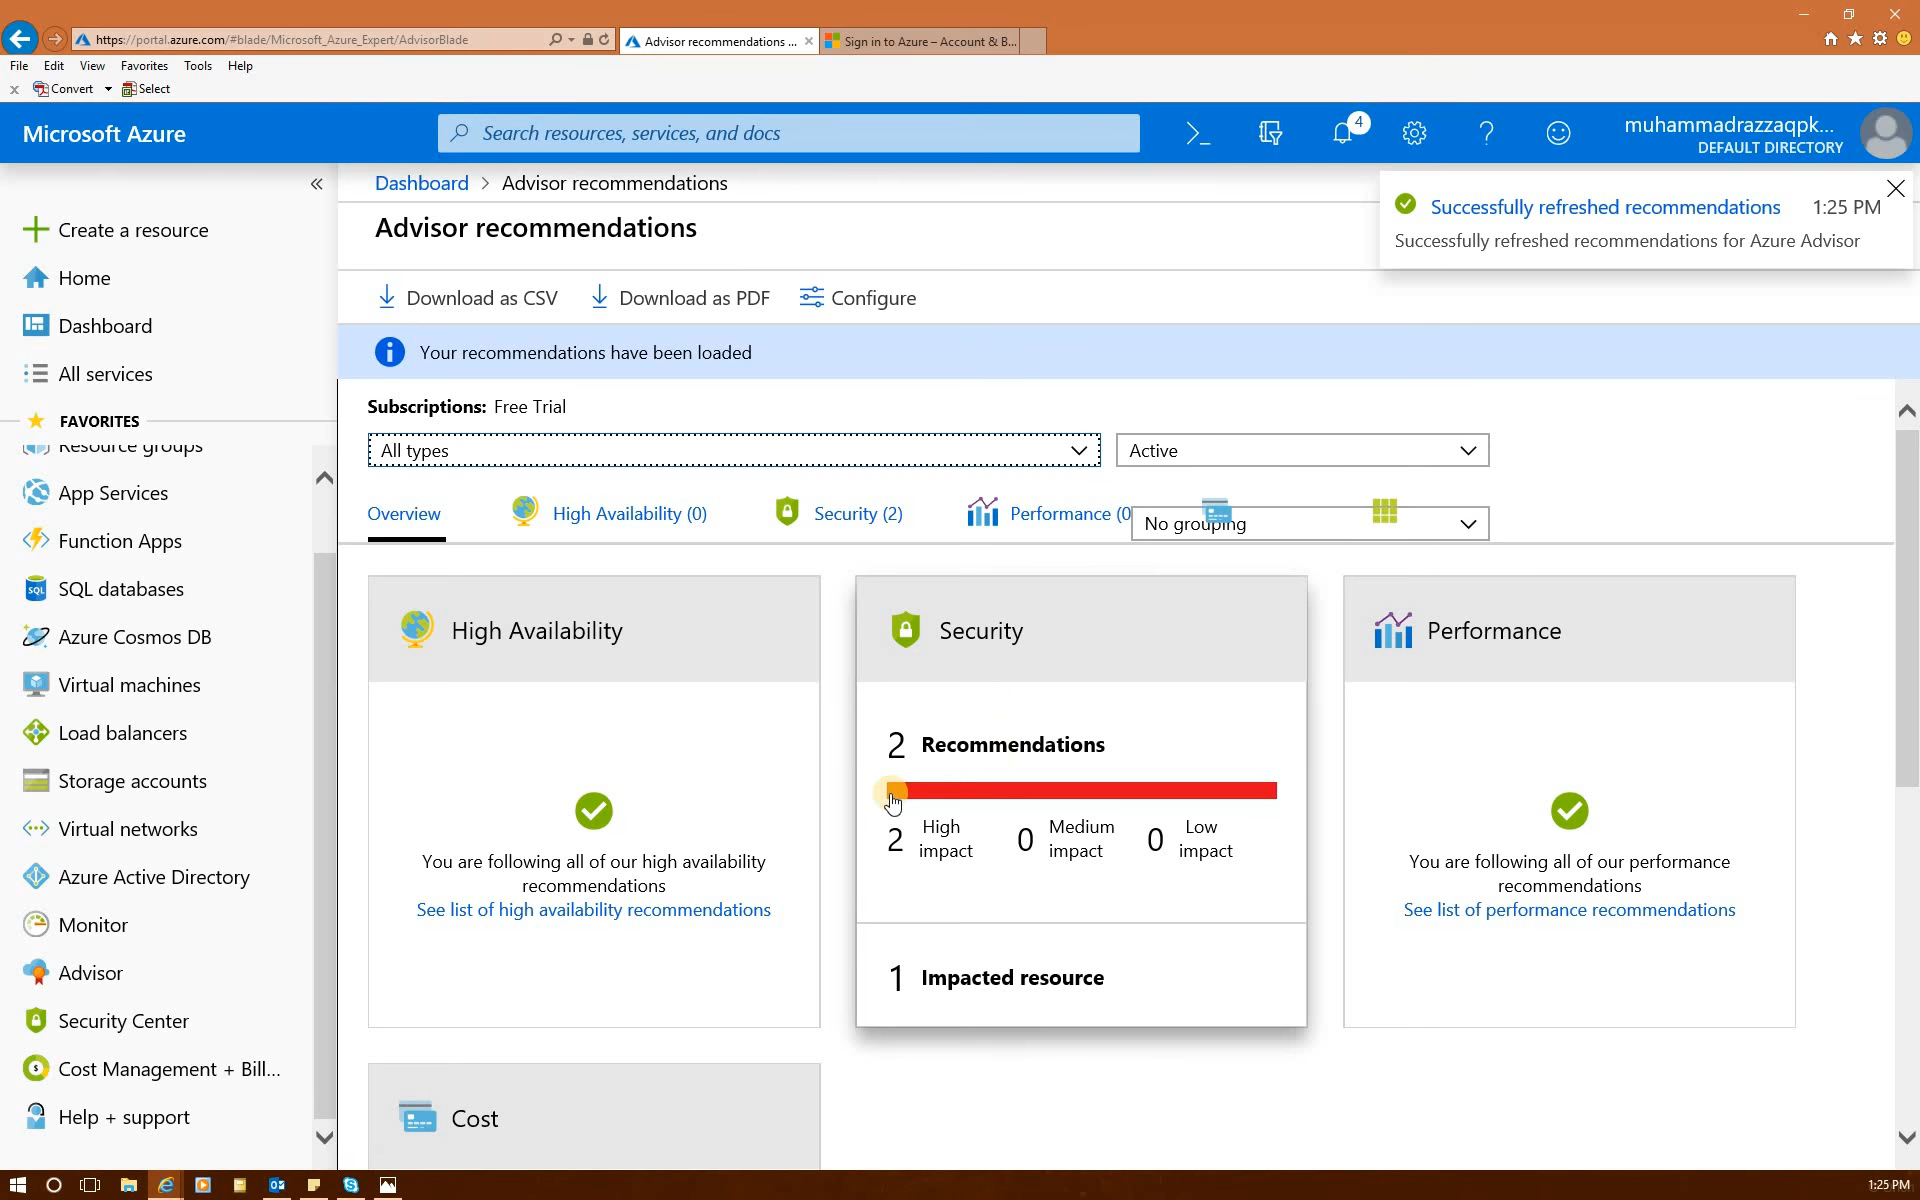 https://portal.azure.com/#blade/Microsoft_Azure_Expert/AdvisorBlade
Advisor recommendations ...
Sign in to Azure – Account & B...
File Edit View Favorites Tools Help
Convert Select
Microsoft Azure
Search resources, services, and docs
4
muhammadrazzaqpk...
DEFAULT DIRECTORY
Dashboard > Advisor recommendations
Advisor recommendations
Successfully refreshed recommendations 1:25 PM
Successfully refreshed recommendations for Azure Advisor
Create a resource
Home
Dashboard
All services
FAVORITES
Resource groups
App Services
Function Apps
SQL databases
Azure Cosmos DB
Virtual machines
Load balancers
Storage accounts
Virtual networks
Azure Active Directory
Monitor
Advisor
Security Center
Cost Management + Bill...
Help + support
Download as CSV Download as PDF Configure
Your recommendations have been loaded
Subscriptions: Free Trial
All types
Active
Overview High Availability (0) Security (2) Performance (0
No grouping
High Availability
You are following all of our high availability
recommendations
See list of high availability recommendations
Security
2 Recommendations
2 High
impact
0 Medium
impact
0 Low
impact
1 Impacted resource
Performance
You are following all of our performance
recommendations
See list of performance recommendations
Cost
1:25 PM